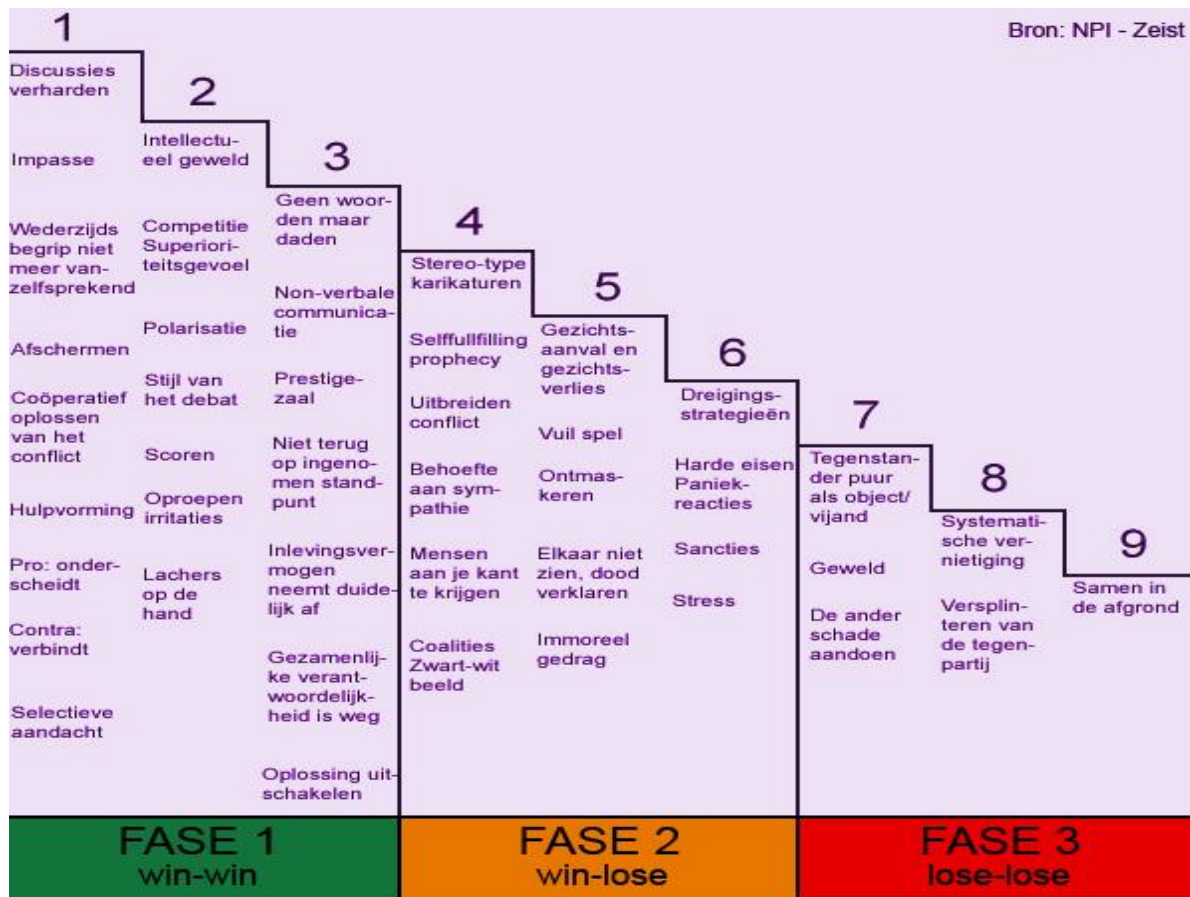 Bron: NPI - Zeist
1
Discussies
verharden
Impasse
Wederzijds
begrip niet
meer van-
zelfsprekend
Afschermen
Coöperatief
oplossen
van het
conflict
Hulpvorming
Pro: onder-
scheidt
Contra:
verbindt
Selectieve
aandacht
2
Intellectu-
eel geweld
Competitie
Superiori-
teitsgevoel
Polarisatie
Stijl van
het debat
Scoren
Oproepen
irritaties
Lachers
op de
hand
3
Geen woor-
den maar
daden
Non-verbale
communica-
tie
Prestige-
zaal
Niet terug
op ingeno-
men stand-
punt
Inlevingsver-
mogen
neemt duide-
lijk af
Gezamenlij-
ke verant-
woordelijk-
heid is weg
Oplossing uit-
schakelen
4
Stereo-type
karikaturen
Selffullfilling
prophecy
Uitbreiden
conflict
Behoefte
aan sym-
pathie
Mensen
aan je kant
te krijgen
Coalities
Zwart-wit
beeld
5
Gezichts-
aanval en
gezichts-
verlies
Vuil spel
Ontmas-
keren
Elkaar niet
zien, dood
verklaren
Immoreel
gedrag
6
Dreigings-
strategieën
Harde eisen
Paniek-
reacties
Sancties
Stress
7
Tegenstan-
der puur
als object/
vijand
Geweld
De ander
schade
aandoen
8
Systemati-
sche ver-
nietiging
Versplin-
teren van
de tegen-
partij
9
Samen in
de afgrond
FASE 1
win-win
FASE 2
win-lose
FASE 3
lose-lose